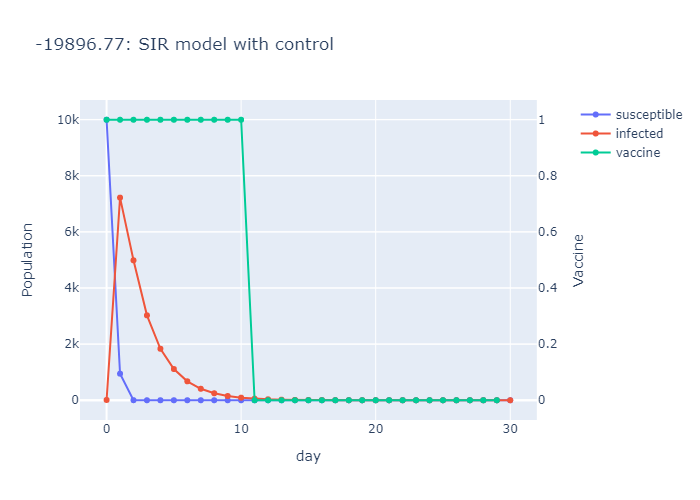 -19896.77: SIR model with control
susceptible
infected
vaccine
10k
8k
6k
4k
2k
0
Population
1
0.8
0.6
0.4
0.2
0
Vaccine
0
10
20
30
day